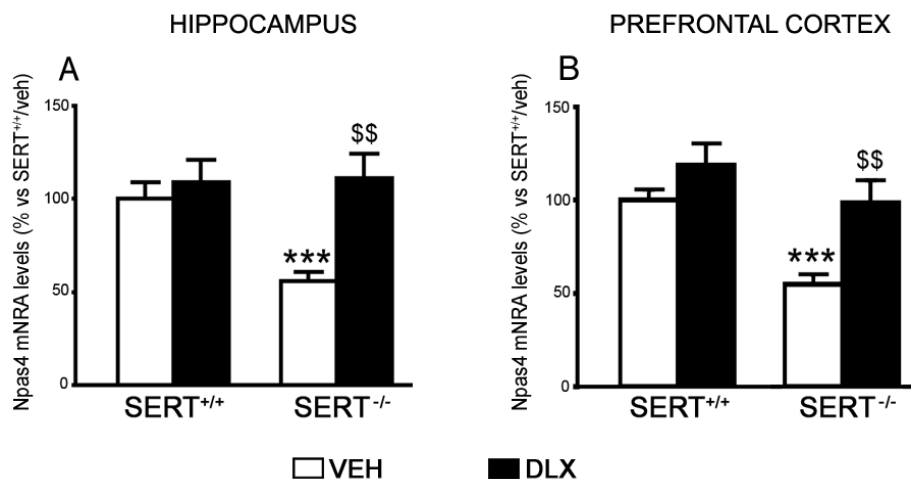 HIPPOCAMPUS
PREFRONTAL CORTEX
A
Npas4 mNRA levels (% vs SERT+/+/veh)
150
100
50
0
$$
***
SERT+/+
SERT-/-
B
Npas4 mNRA levels (% vs SERT+/+/veh)
150
100
50
0
$$
***
SERT+/+
SERT-/-
VEH
DLX